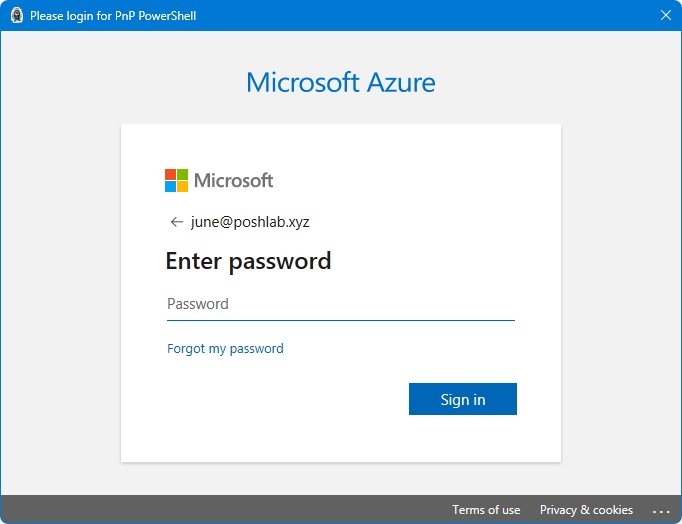 Please login for PnP PowerShell
Microsoft Azure
Microsoft
june@poshlab.xyz
Enter password
Password
Forgot my password
Sign in
Terms of use Privacy & cookies ...